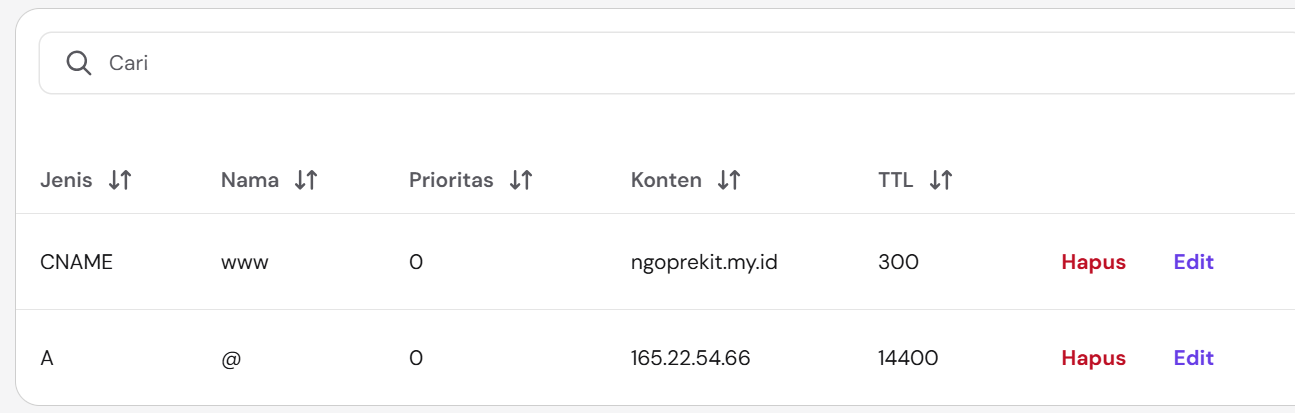 Cari
Jenis Nama Prioritas Konten TTL
CNAME www 0 ngoprekit.my.id 300 Hapus Edit
A @ 0 165.22.54.66 14400 Hapus Edit